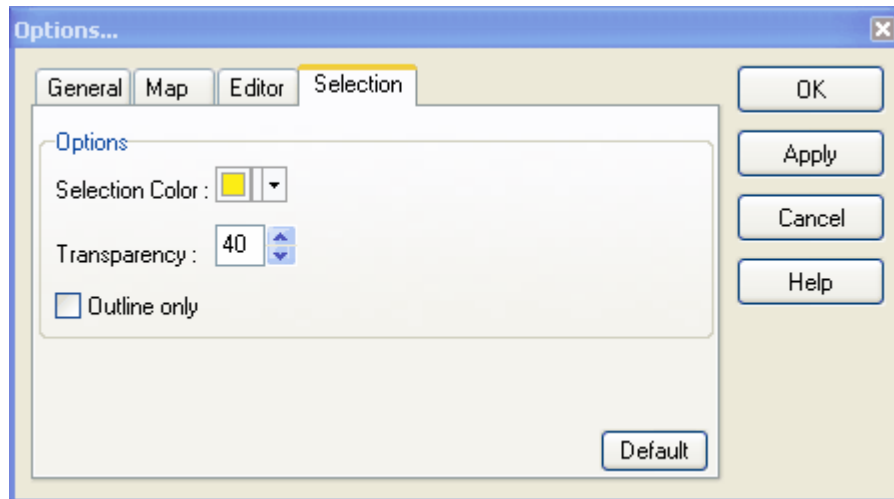 Options...
General Map Editor Selection
Options
Selection Color :
Transparency : 40
Outline only
Default
OK
Apply
Cancel
Help